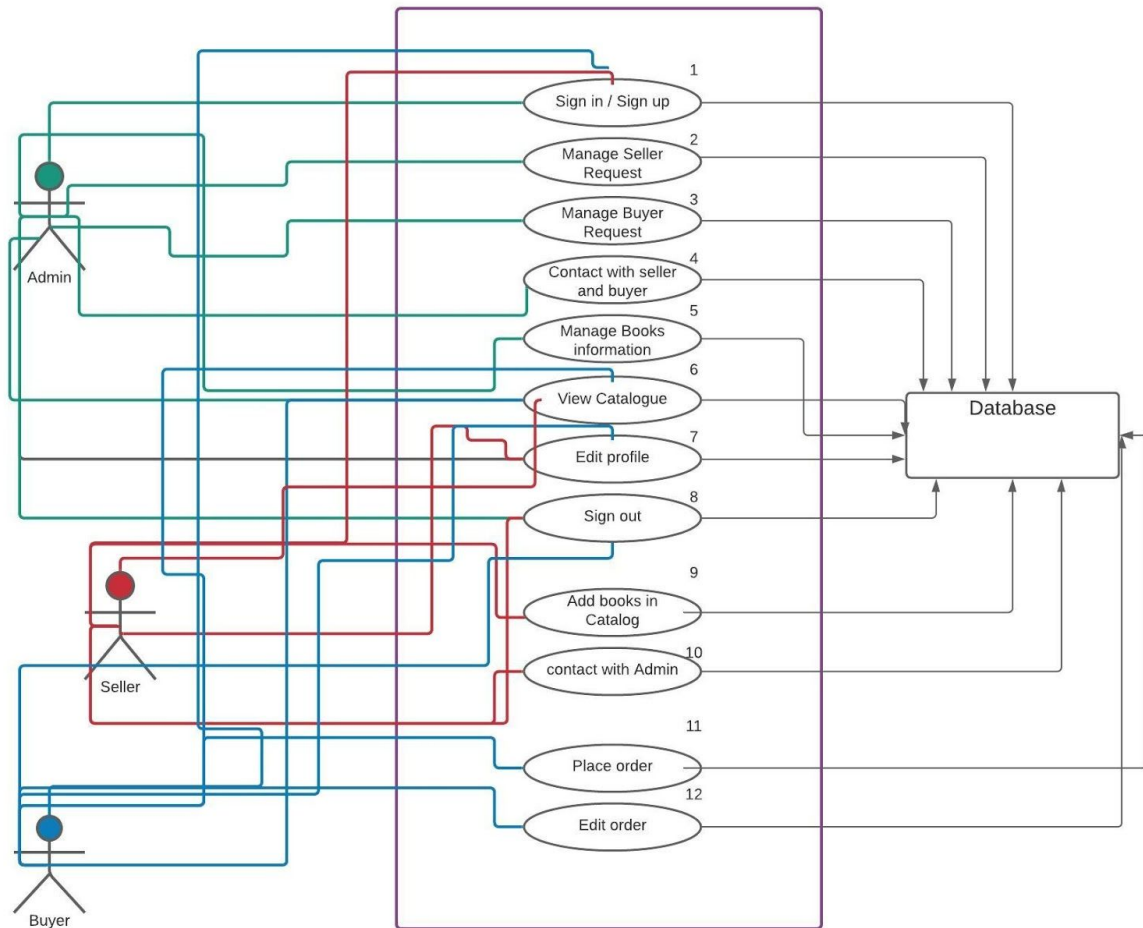 1
Sign in / Sign up
2
Manage Seller
Request
3
Manage Buyer
Request
4
Contact with seller
and buyer
5
Manage Books
information
6
View Catalogue
7
Edit profile
8
Sign out
9
Add books in
Catalog
10
contact with Admin
11
Place order
12
Edit order
Admin
Seller
Buyer
Database